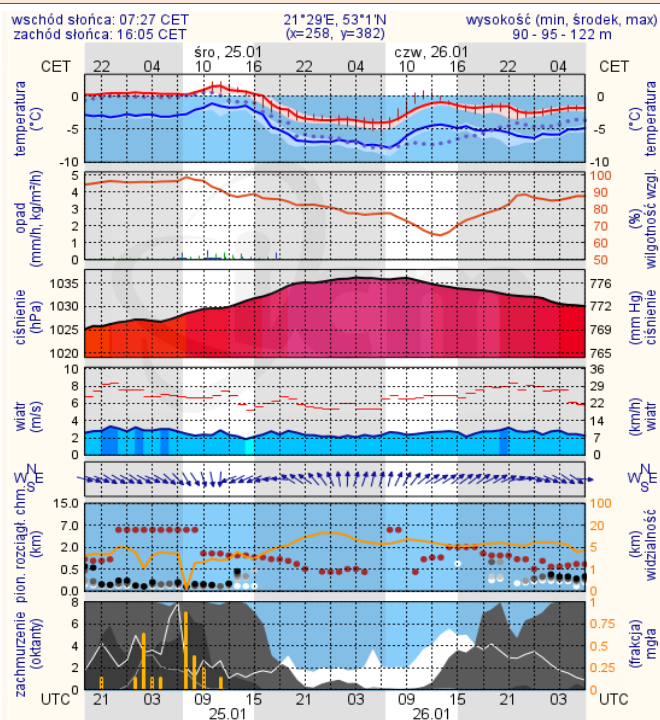 wschód słońca: 07:27 CET 21°29'E, 53°1'N wysokość (min, środek, max)
zachód słońca: 16:05 CET (x=258, y=382) 90 - 95 - 122 m
śro, 25.01 czw, 26.01
CET 22 04 10 16 22 04 10 16 22 04 CET
temperatura (°C) 0 -5 -10 0 -5 -10 temperatura (°C)
opad (mm/h, kg/m²/h) 5 4 3 2 1 0 100 90 80 70 60 50 (%) wilgotność wzgl.
ciśnienie (hPa) 1035 1030 1025 1020 776 772 769 765 (mm Hg) ciśnienie
wiatr (m/s) 10 8 6 4 2 0 36 29 22 14 7 0 (km/h) wiatr
N W E S N W E S
pion. rozciągł. chm. (km) 15.0 7.0 2.0 0.5 0.0 100 20 5 1 0 (km) widzialność
zachmurzenie (oktanty) 8 6 4 2 0 1 0.75 0.5 0.25 0 (frakcja) mgła
UTC 21 03 09 15 21 03 09 15 21 03 UTC
25.01 26.01